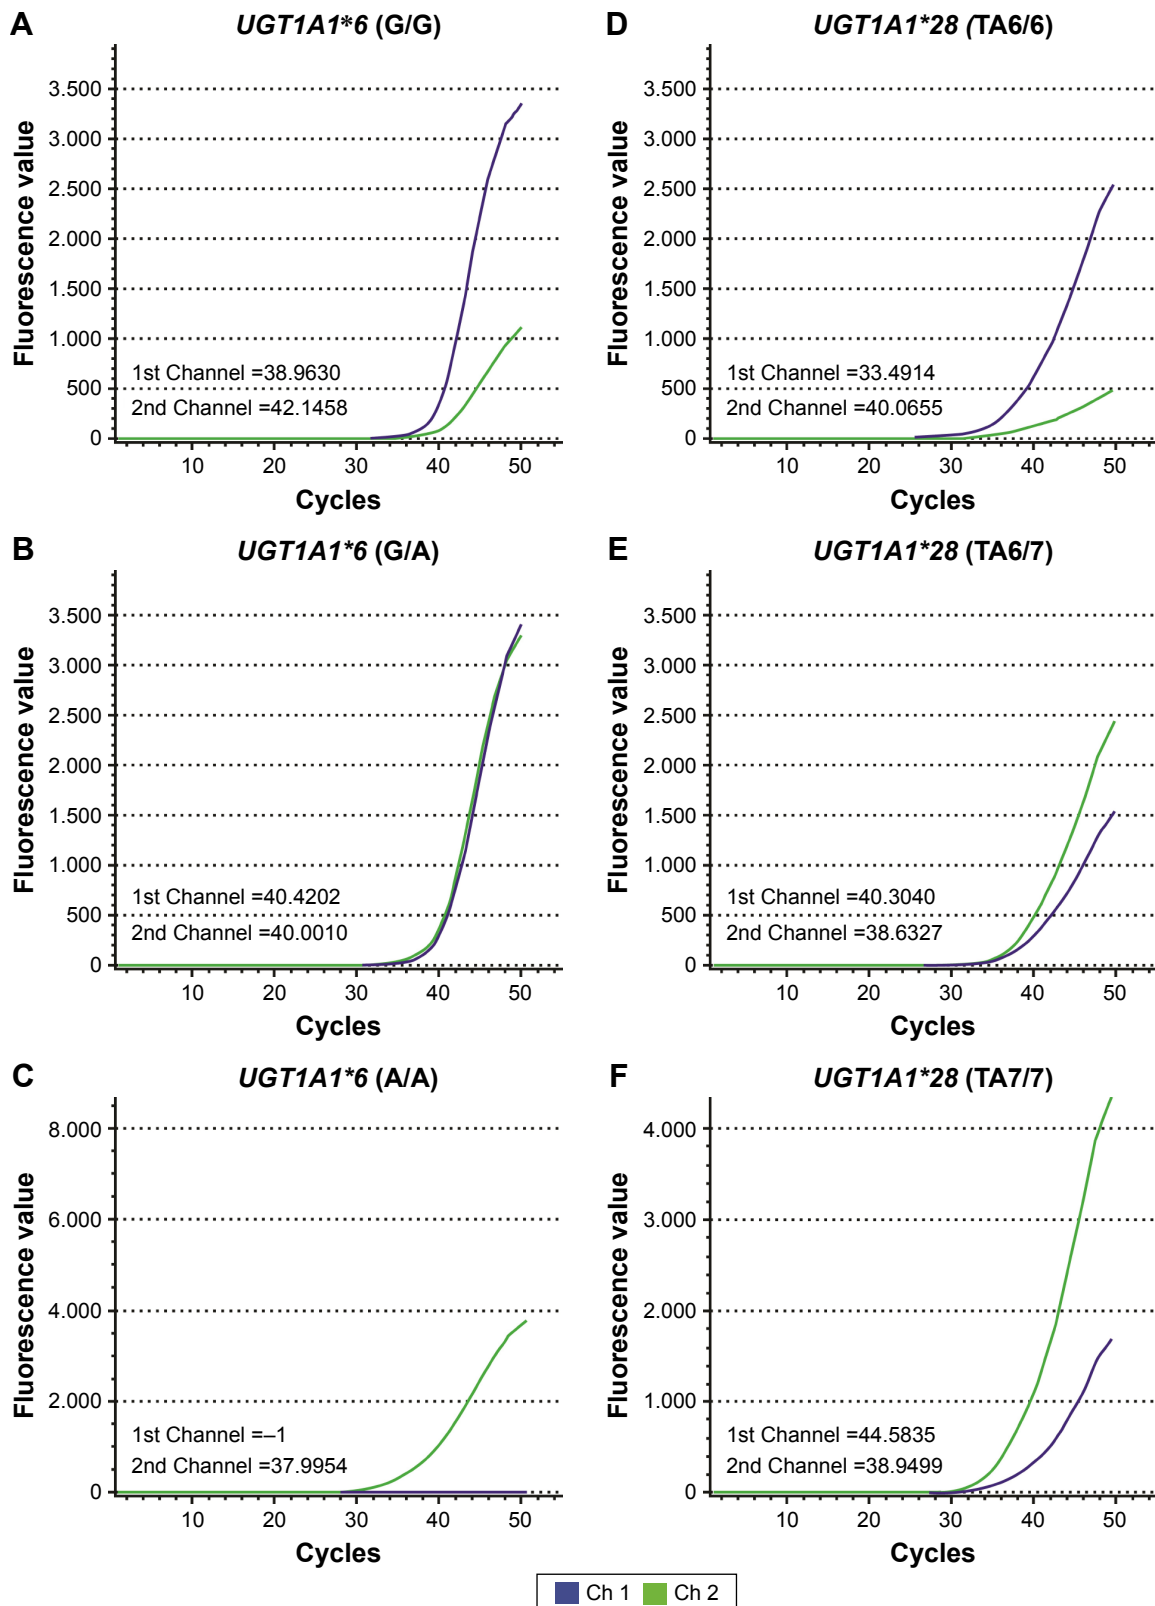 A
UGT1A1*6 (G/G)
Fluorescence value
3.500
3.000
2.500
2.000
1.500
1.000
500
0
1st Channel =38.9630
2nd Channel =42.1458
10 20 30 40 50
Cycles
D
UGT1A1*28 (TA6/6)
Fluorescence value
3.500
3.000
2.500
2.000
1.500
1.000
500
0
1st Channel =33.4914
2nd Channel =40.0655
10 20 30 40 50
Cycles
B
UGT1A1*6 (G/A)
Fluorescence value
3.500
3.000
2.500
2.000
1.500
1.000
500
0
1st Channel =40.4202
2nd Channel =40.0010
10 20 30 40 50
Cycles
E
UGT1A1*28 (TA6/7)
Fluorescence value
3.500
3.000
2.500
2.000
1.500
1.000
500
0
1st Channel =40.3040
2nd Channel =38.6327
10 20 30 40 50
Cycles
C
UGT1A1*6 (A/A)
Fluorescence value
8.000
6.000
4.000
2.000
0
1st Channel =–1
2nd Channel =37.9954
10 20 30 40 50
Cycles
F
UGT1A1*28 (TA7/7)
Fluorescence value
4.000
3.000
2.000
1.000
0
1st Channel =44.5835
2nd Channel =38.9499
10 20 30 40 50
Cycles
Ch 1 Ch 2